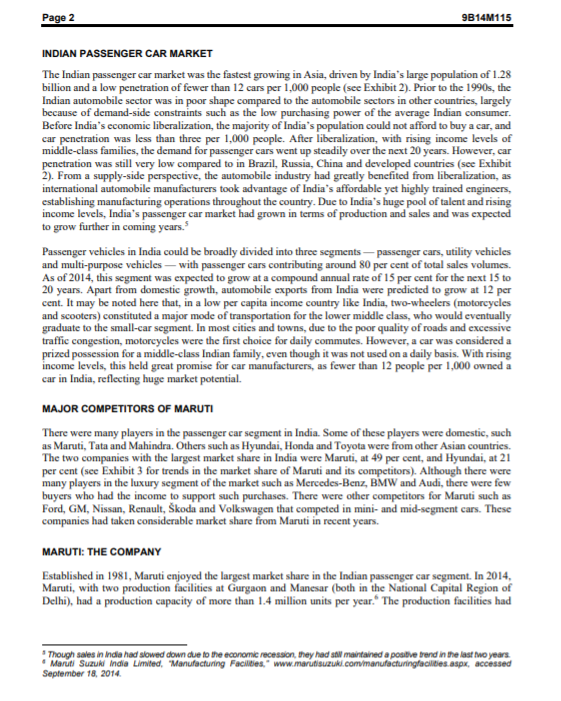 Page 2 9B14M115
INDIAN PASSENGER CAR MARKET
The Indian passenger car market was the fastest growing in Asia, driven by India's large population of 1.28
billion and a low penetration of fewer than 12 cars per 1,000 people (see Exhibit 2). Prior to the 1990s, the
Indian automobile sector was in poor shape compared to the automobile sectors in other countries, largely
because of demand-side constraints such as the low purchasing power of the average Indian consumer.
Before India's economic liberalization, the majority of India's population could not afford to buy a car, and
car penetration was less than three per 1,000 people. After liberalization, with rising income levels of
middle-class families, the demand for passenger cars went up steadily over the next 20 years. However, car
penetration was still very low compared to in Brazil, Russia, China and developed countries (see Exhibit
2). From a supply-side perspective, the automobile industry had greatly benefited from liberalization, as
international automobile manufacturers took advantage of India's affordable yet highly trained engineers,
establishing manufacturing operations throughout the country. Due to India's huge pool of talent and rising
income levels, India's passenger car market had grown in terms of production and sales and was expected
to grow further in coming years.⁵
Passenger vehicles in India could be broadly divided into three segments — passenger cars, utility vehicles
and multi-purpose vehicles — with passenger cars contributing around 80 per cent of total sales volumes.
As of 2014, this segment was expected to grow at a compound annual rate of 15 per cent for the next 15 to
20 years. Apart from domestic growth, automobile exports from India were predicted to grow at 12 per
cent. It may be noted here that, in a low per capita income country like India, two-wheelers (motorcycles
and scooters) constituted a major mode of transportation for the lower middle class, who would eventually
graduate to the small-car segment. In most cities and towns, due to the poor quality of roads and excessive
traffic congestion, motorcycles were the first choice for daily commutes. However, a car was considered a
prized possession for a middle-class Indian family, even though it was not used on a daily basis. With rising
income levels, this held great promise for car manufacturers, as fewer than 12 people per 1,000 owned a
car in India, reflecting huge market potential.
MAJOR COMPETITORS OF MARUTI
There were many players in the passenger car segment in India. Some of these players were domestic, such
as Maruti, Tata and Mahindra. Others such as Hyundai, Honda and Toyota were from other Asian countries.
The two companies with the largest market share in India were Maruti, at 49 per cent, and Hyundai, at 21
per cent (see Exhibit 3 for trends in the market share of Maruti and its competitors). Although there were
many players in the luxury segment of the market such as Mercedes-Benz, BMW and Audi, there were few
buyers who had the income to support such purchases. There were other competitors for Maruti such as
Ford, GM, Nissan, Renault, Škoda and Volkswagen that competed in mini- and mid-segment cars. These
companies had taken considerable market share from Maruti in recent years.
MARUTI: THE COMPANY
Established in 1981, Maruti enjoyed the largest market share in the Indian passenger car segment. In 2014,
Maruti, with two production facilities at Gurgaon and Manesar (both in the National Capital Region of
Delhi), had a production capacity of more than 1.4 million units per year.⁶ The production facilities had
⁵ Though sales in India had slowed down due to the economic recession, they had still maintained a positive trend in the last two years.
⁶ Maruti Suzuki India Limited, "Manufacturing Facilities," www.marutisuzuki.com/manufacturingfacilities.aspx, accessed
September 18, 2014.